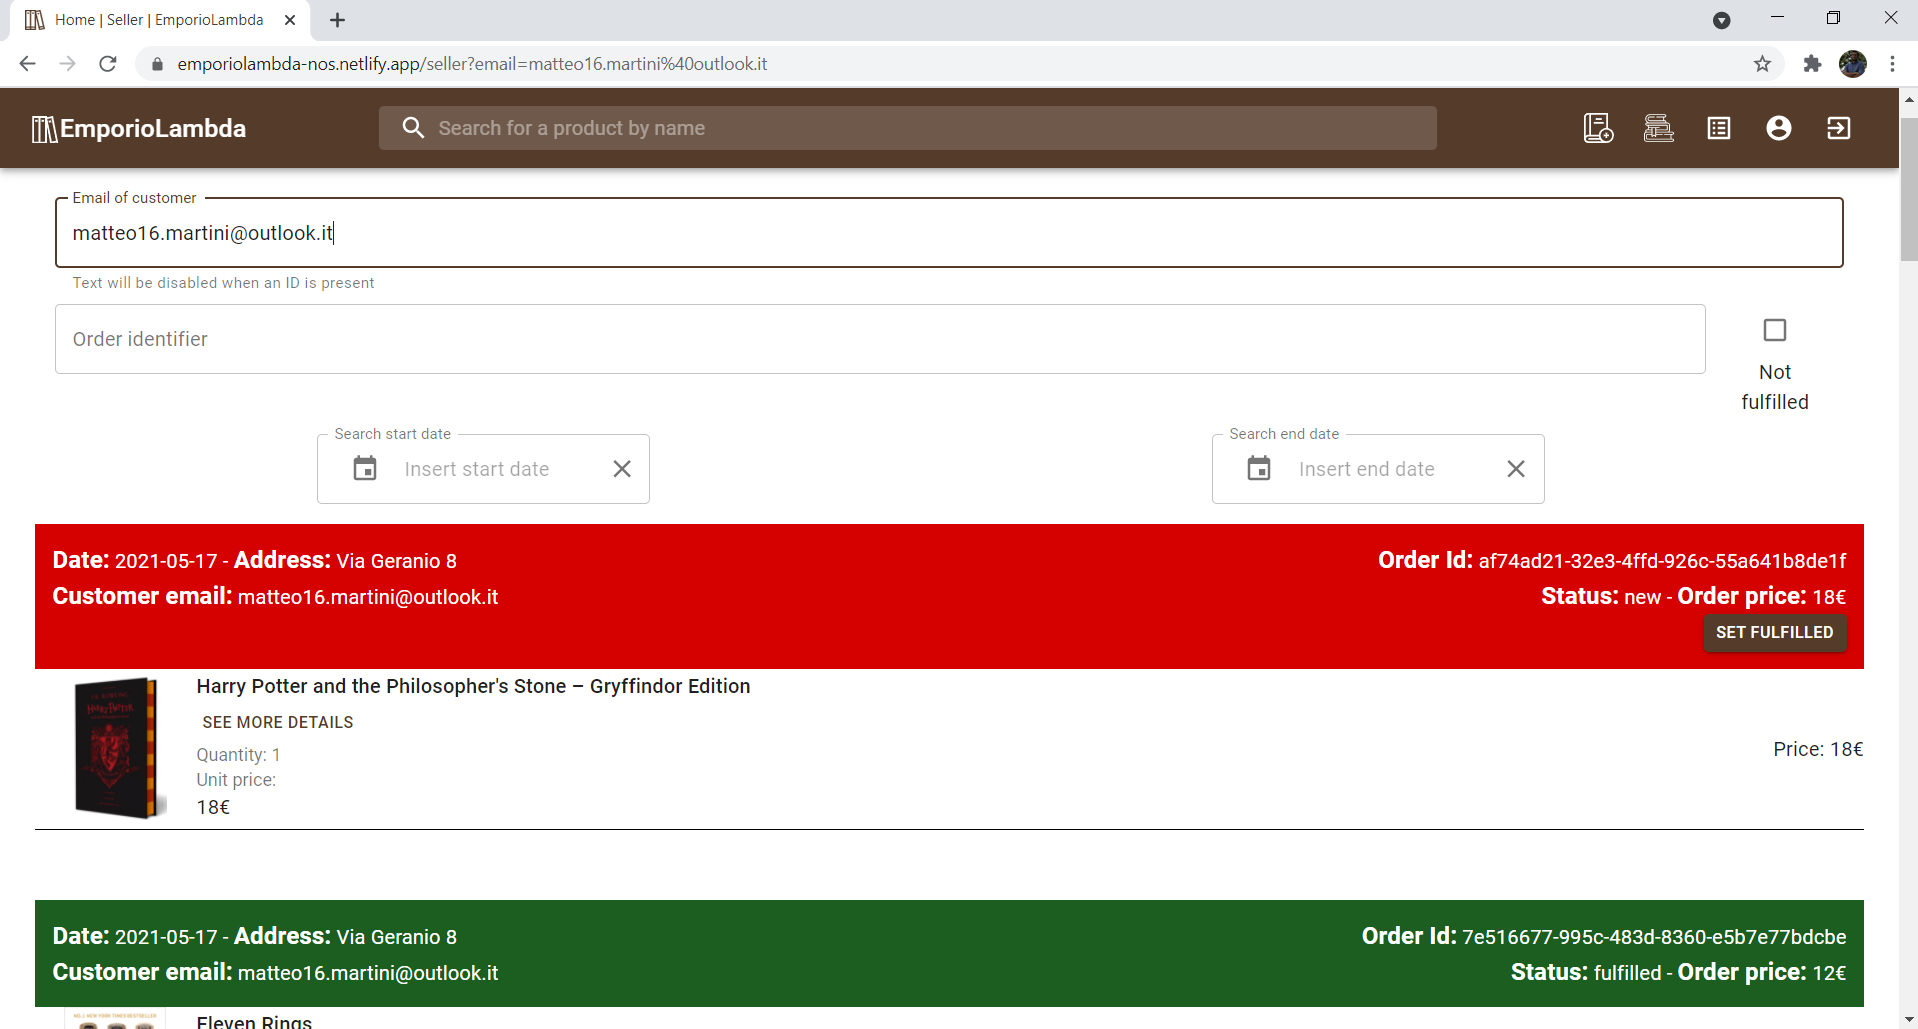 Home | Seller | EmporioLambda
emporiolambda-nos.netlify.app/seller?email=matteo16.martini%40outlook.it
EmporioLambda
Search for a product by name
Email of customer
matteo16.martini@outlook.it
Text will be disabled when an ID is present
Order identifier
Not
fulfilled
Search start date
Insert start date
Search end date
Insert end date
Date: 2021-05-17 - Address: Via Geranio 8
Customer email: matteo16.martini@outlook.it
Order Id: af74ad21-32e3-4ffd-926c-55a641b8de1f
Status: new - Order price: 18€
SET FULFILLED
Harry Potter and the Philosopher's Stone – Gryffindor Edition
SEE MORE DETAILS
Quantity: 1
Unit price:
18€
Price: 18€
Date: 2021-05-17 - Address: Via Geranio 8
Customer email: matteo16.martini@outlook.it
Order Id: 7e516677-995c-483d-8360-e5b7e77bdcbe
Status: fulfilled - Order price: 12€
Eleven Rings